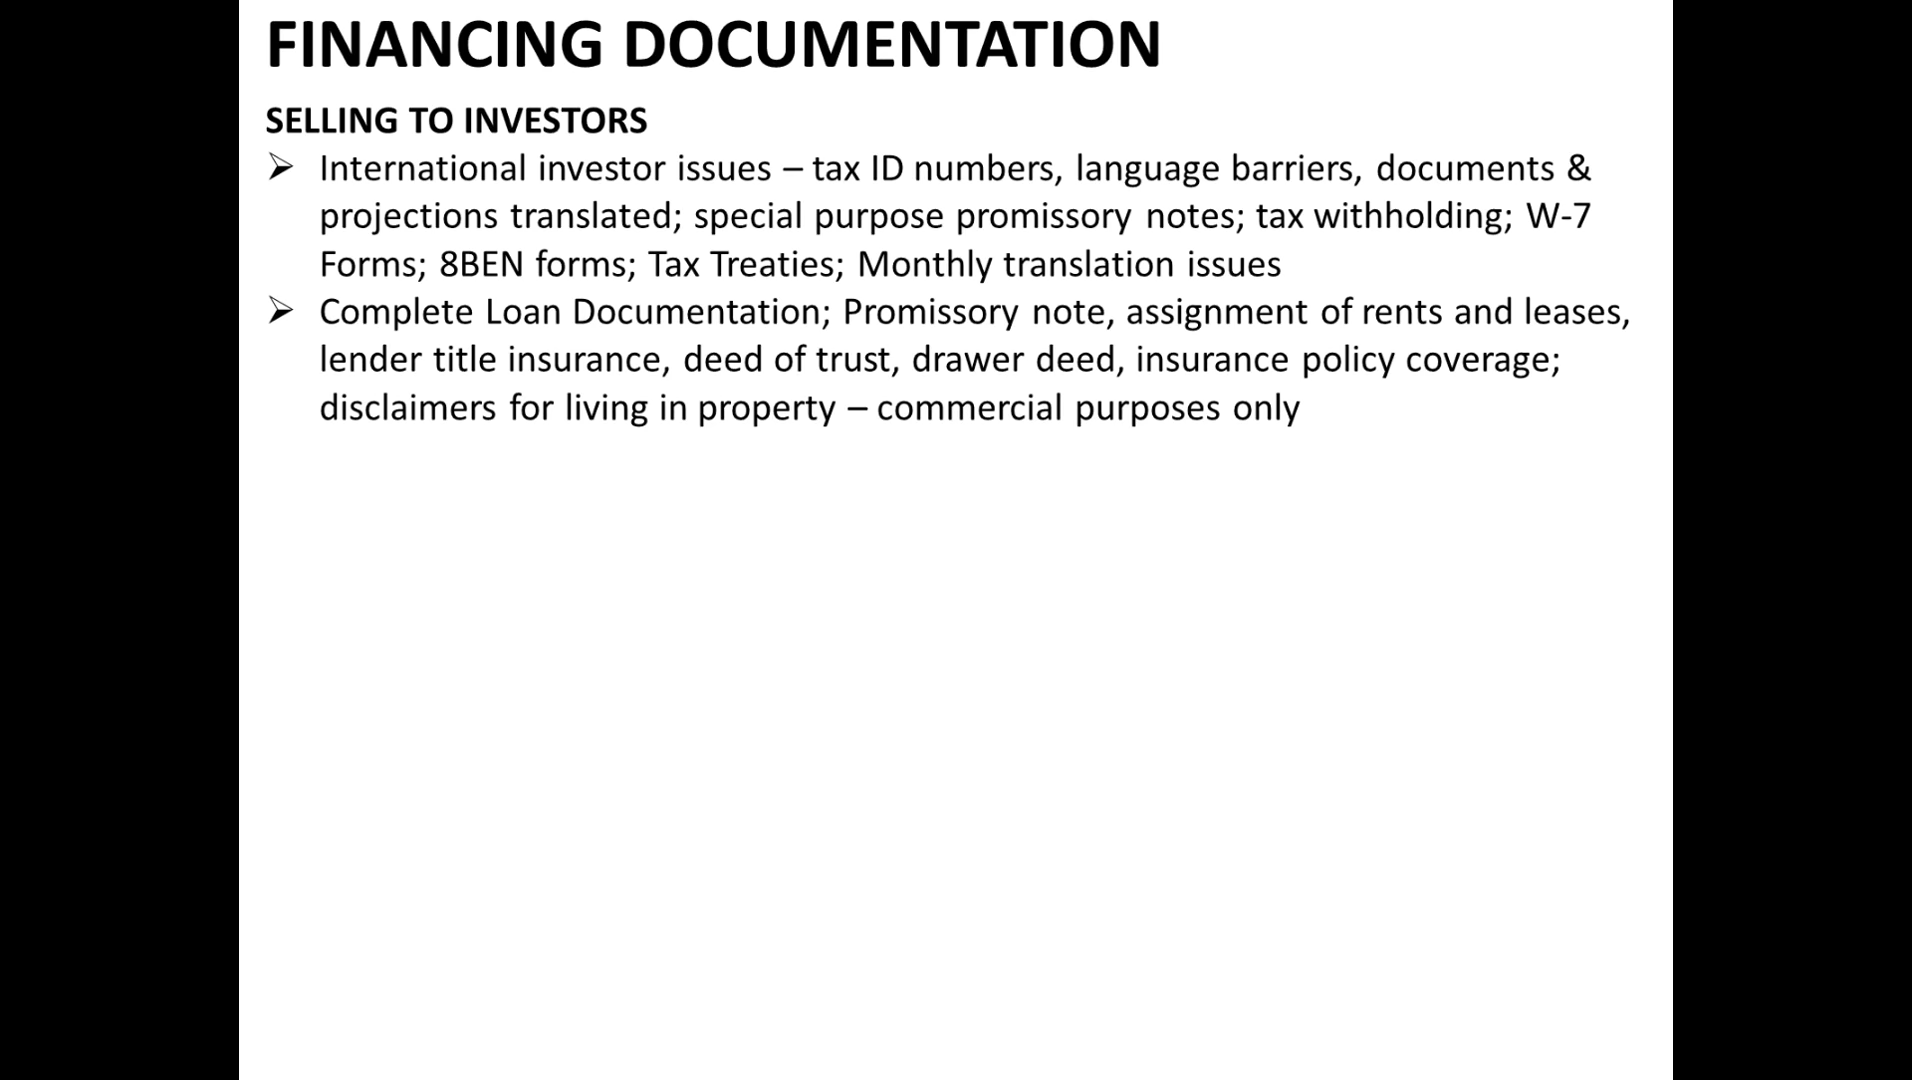 FINANCING DOCUMENTATION
SELLING TO INVESTORS
➢ International investor issues – tax ID numbers, language barriers, documents &
projections translated; special purpose promissory notes; tax withholding; W-7
Forms; 8BEN forms; Tax Treaties; Monthly translation issues
➢ Complete Loan Documentation; Promissory note, assignment of rents and leases,
lender title insurance, deed of trust, drawer deed, insurance policy coverage;
disclaimers for living in property – commercial purposes only